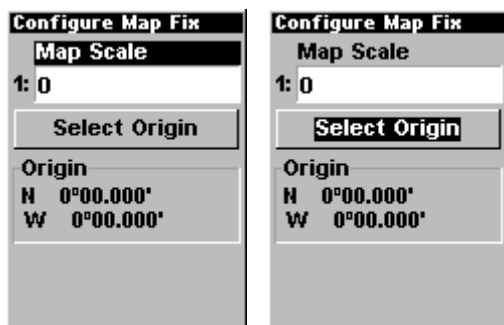 Configure Map Fix
Map Scale
1: 0
Select Origin
Origin
N 0°00.000'
W 0°00.000'
Configure Map Fix
Map Scale
1: 0
Select Origin
Origin
N 0°00.000'
W 0°00.000'